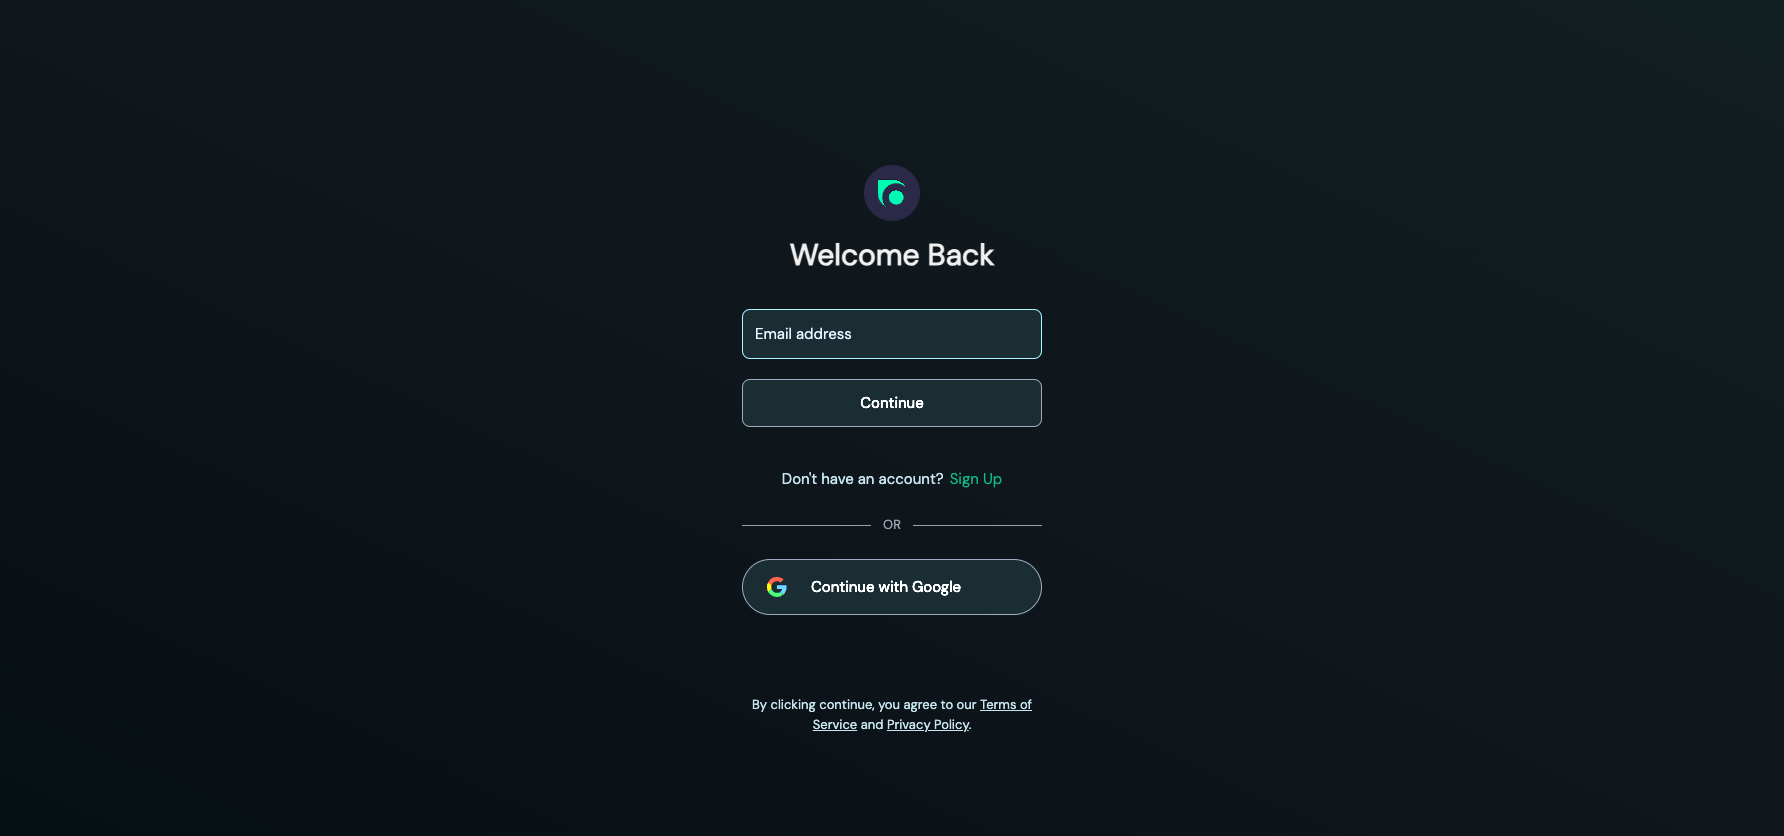 Welcome Back
Email address
Continue
Don't have an account? Sign Up
OR
Continue with Google
By clicking continue, you agree to our Terms of
Service and Privacy Policy.